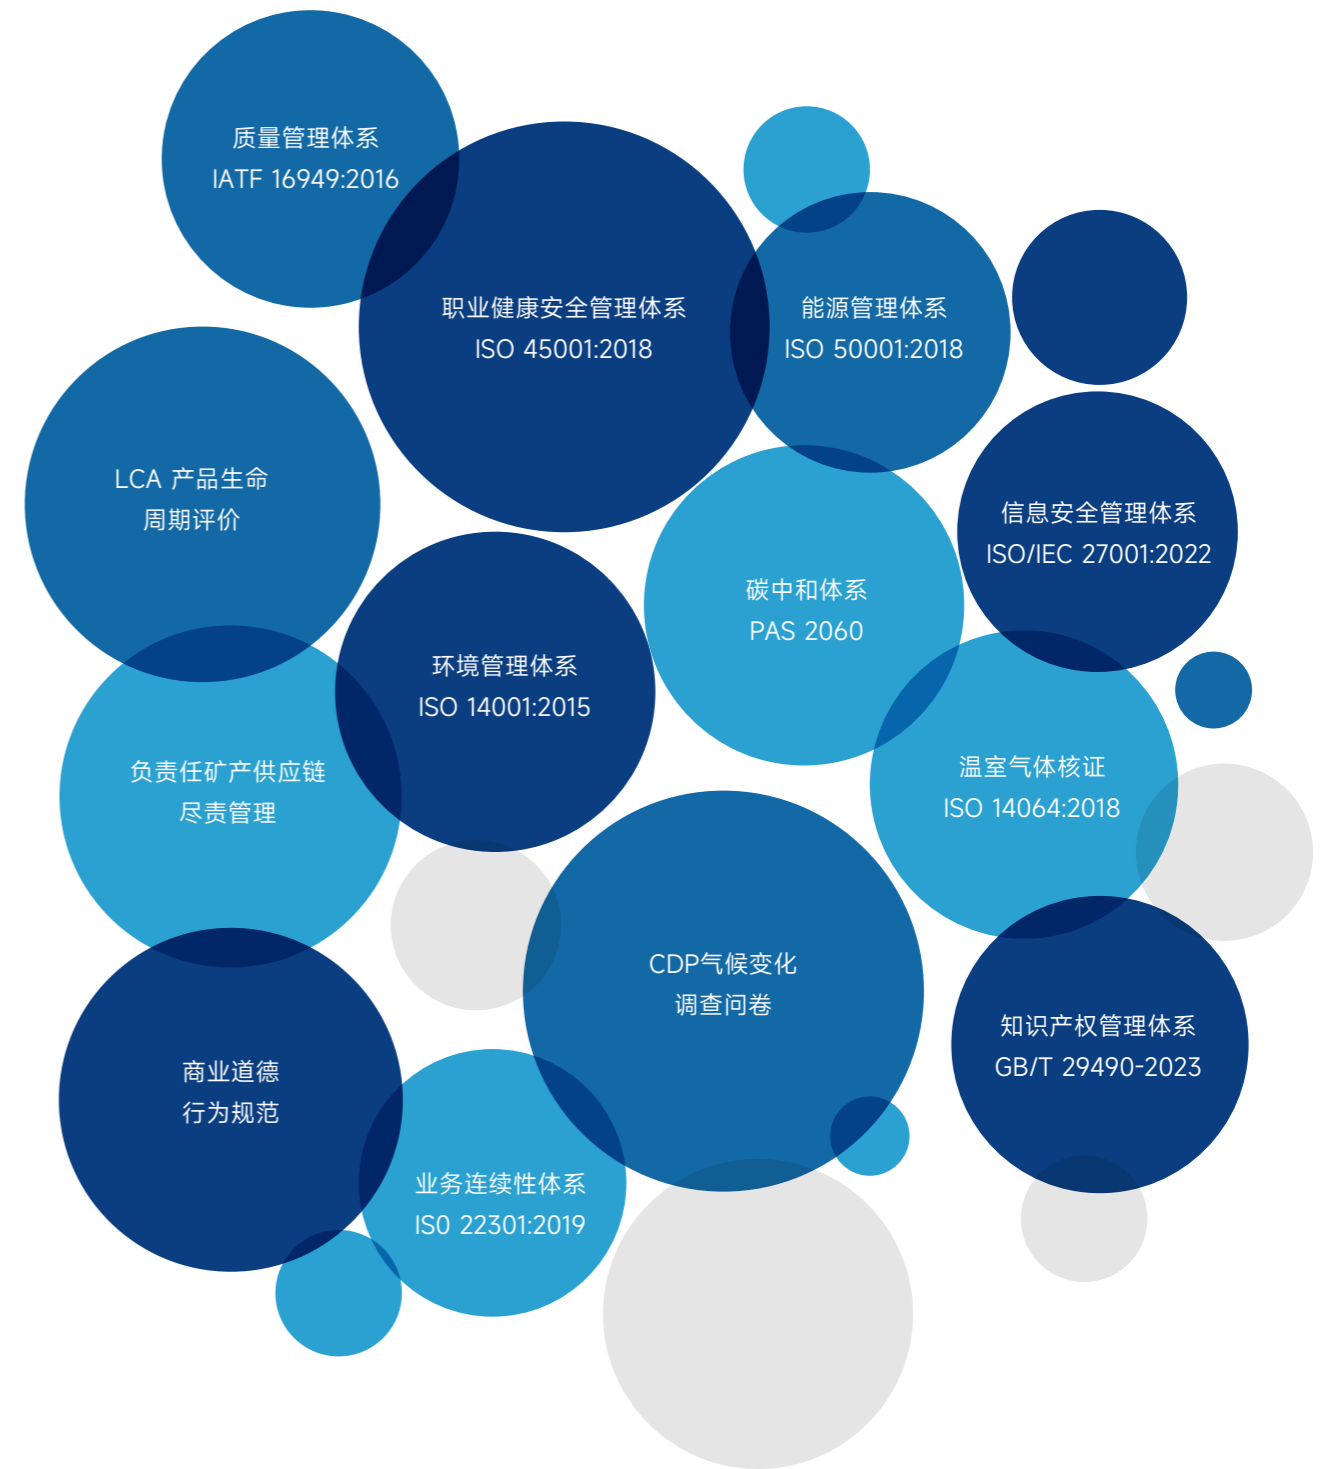 质量管理体系
IATF 16949:2016
职业健康安全管理体系
ISO 45001:2018
能源管理体系
ISO 50001:2018
LCA 产品生命
周期评价
信息安全管理体系
ISO/IEC 27001:2022
碳中和体系
PAS 2060
环境管理体系
ISO 14001:2015
负责任矿产供应链
尽责管理
温室气体核证
ISO 14064:2018
CDP气候变化
调查问卷
知识产权管理体系
GB/T 29490-2023
商业道德
行为规范
业务连续性体系
IS0 22301:2019